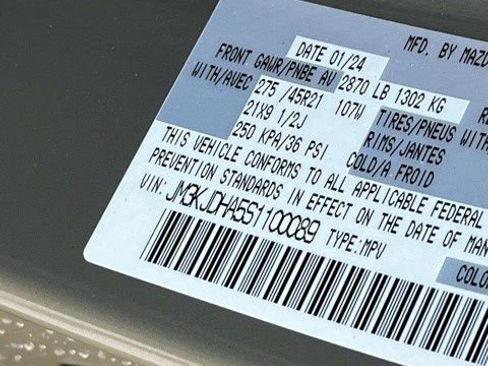 MFD. BY MAZD
DATE 01/24
FRONT GAWR/PNBE AV 2870 LB 1302 KG
WITH/AVEC 275 /45R21 107W TIRES/PNEUS WITH
21X9 1/2J RIMS/JANTES
250 KPA/36 PSI COLD/A FROID
THIS VEHICLE CONFORMS TO ALL APPLICABLE FEDERAL
PREVENTION STANDARDS IN EFFECT ON THE DATE OF MAN
VIN: JM3KJDHA5S1100089 TYPE:MPV
COLO